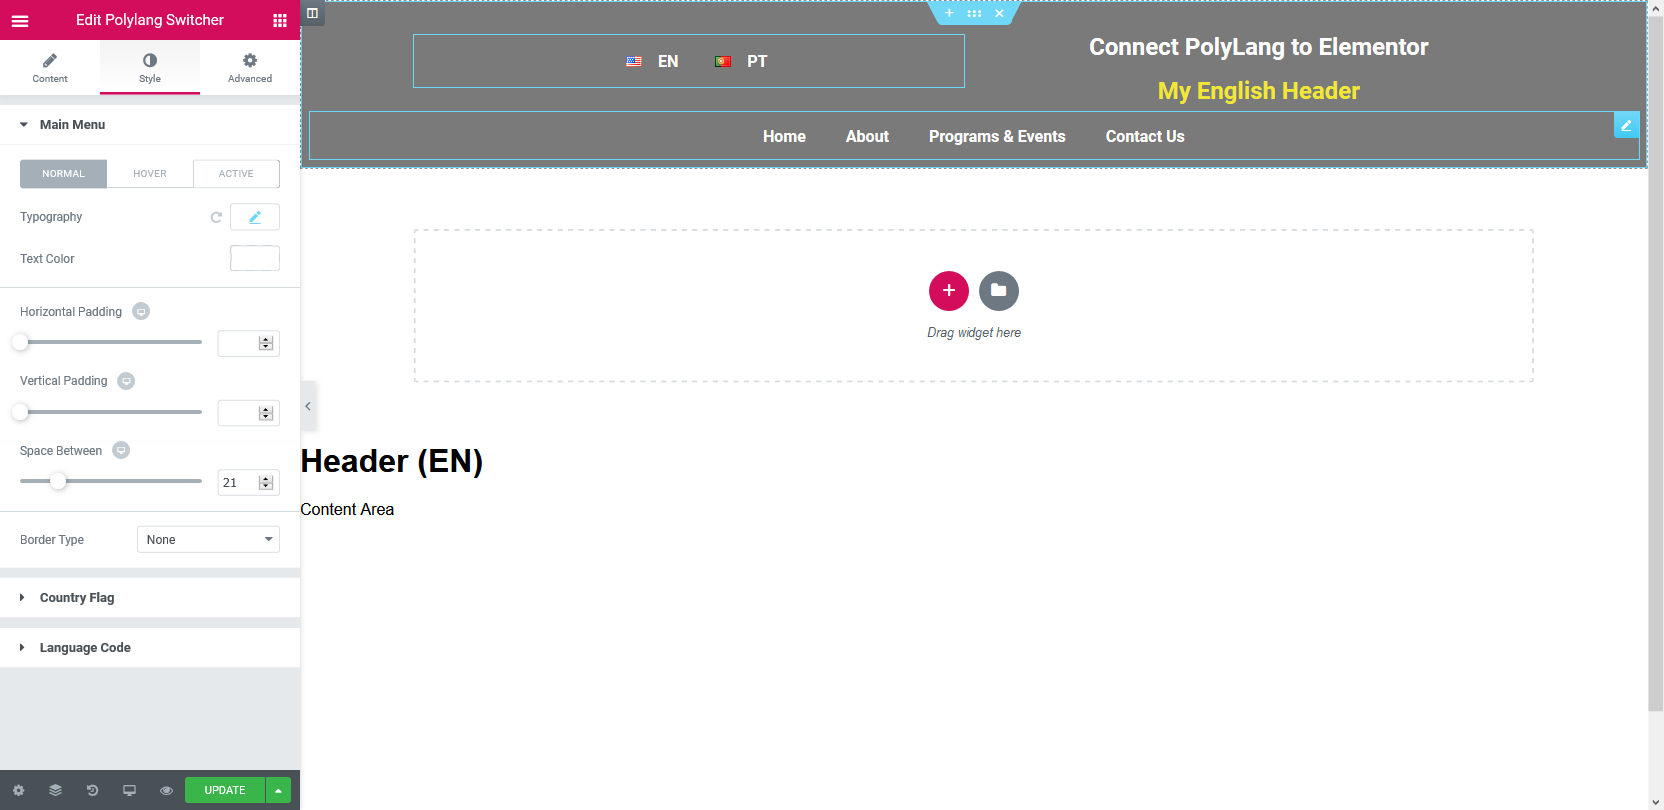 Edit Polylang Switcher
Content
Style
Advanced
Main Menu
NORMAL
HOVER
ACTIVE
Typography
Text Color
Horizontal Padding
Vertical Padding
Space Between
21
Border Type
None
Country Flag
Language Code
UPDATE
EN
PT
Connect PolyLang to Elementor
My English Header
Home
About
Programs & Events
Contact Us
Drag widget here
Header (EN)
Content Area